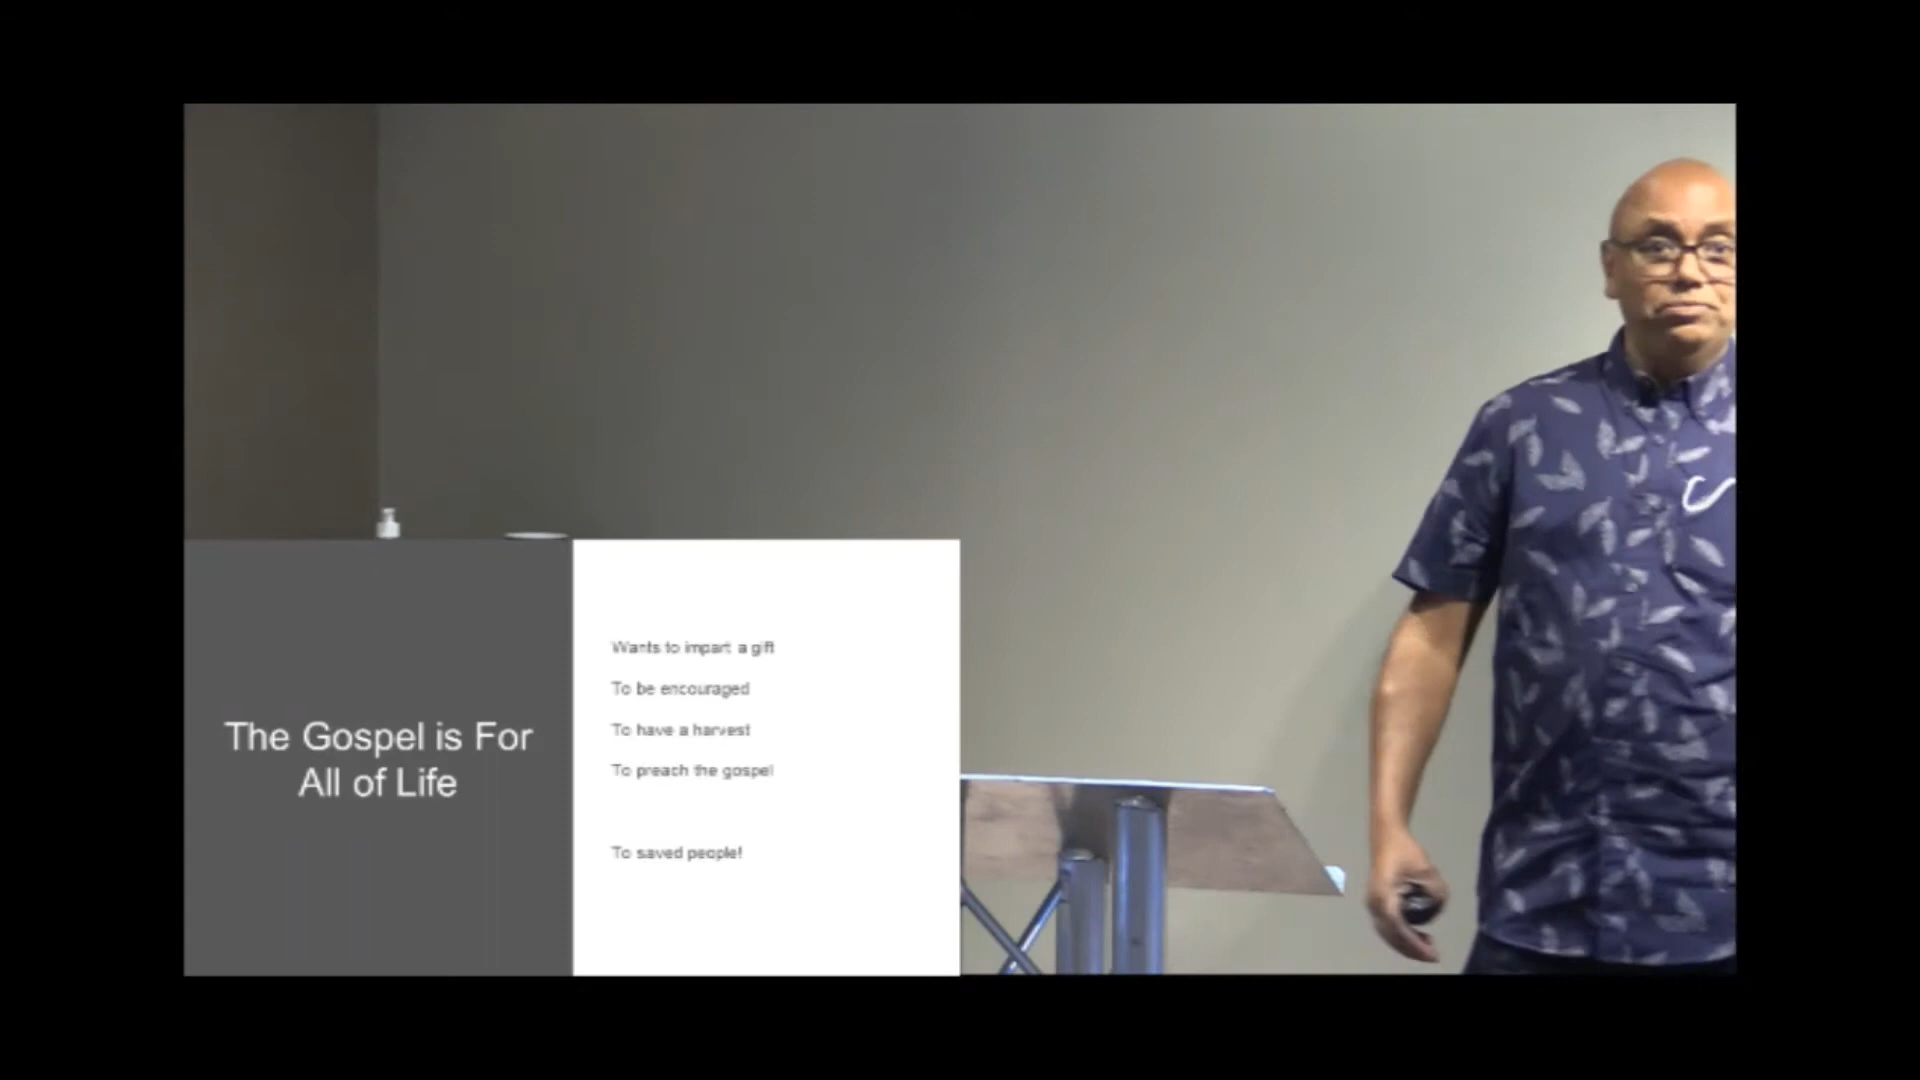 The Gospel is For
All of Life
Wants to impart a gift
To be encouraged
To have a harvest
To preach the gospel
To saved people!